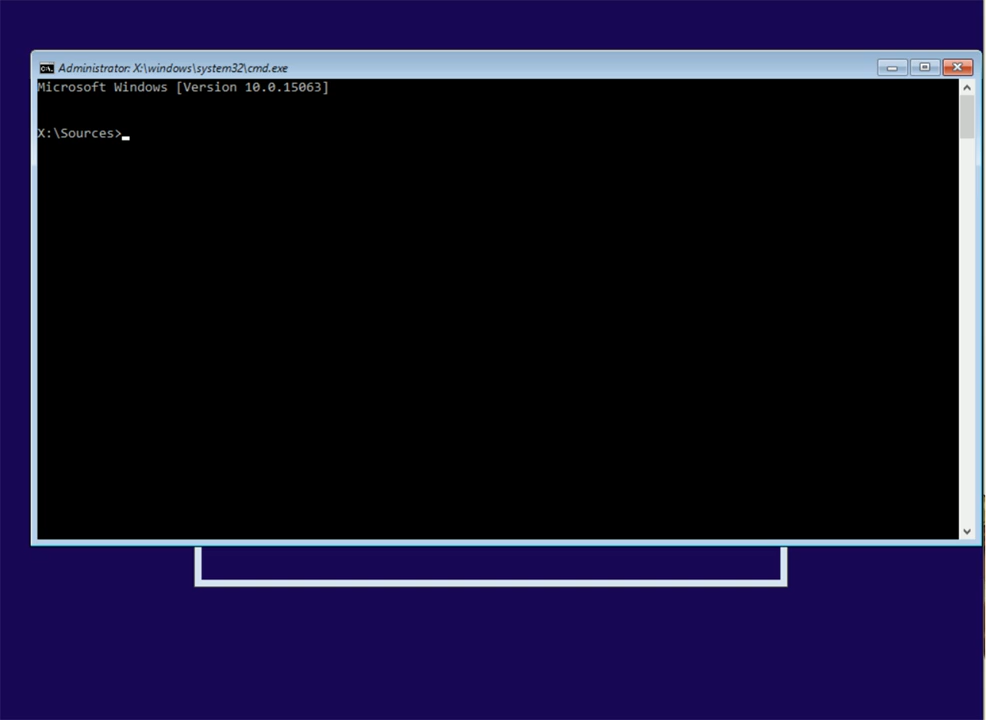 Administrator: X:\windows\system32\cmd.exe
Microsoft Windows [Version 10.0.15063]
X:\Sources>